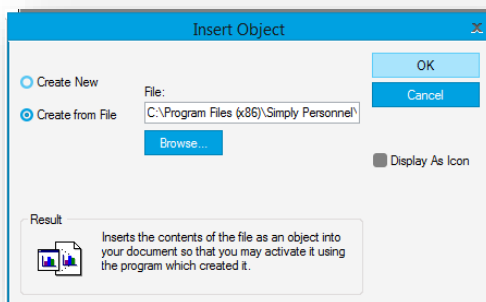 Insert Object
x
OK
Create New
File:
Cancel
Create from File
C:\Program Files (x86)\Simply Personnel\
Browse...
Display As Icon
Result
Inserts the contents of the file as an object into
your document so that you may activate it using
the program which created it.